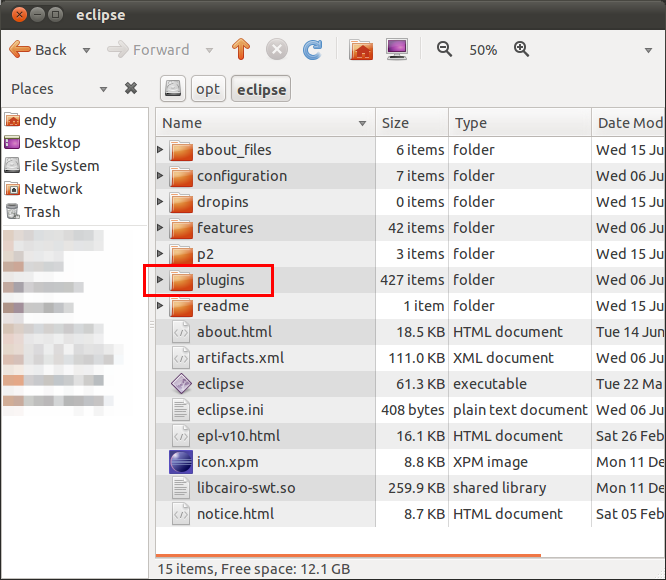 eclipse
Back Forward 50%
Places opt eclipse
endy
Desktop
File System
Network
Trash
Name Size Type Date Mod
about_files 6 items folder Wed 15 Ju
configuration 7 items folder Wed 06 Ju
dropins 0 items folder Wed 15 Ju
features 42 items folder Wed 06 Ju
p2 3 items folder Wed 15 Ju
plugins 427 items folder Wed 06 Ju
readme 1 item folder Wed 15 Ju
about.html 18.5 KB HTML document Tue 14 Jun
artifacts.xml 111.0 KB XML document Wed 06 Ju
eclipse 61.3 KB executable Tue 22 Ma
eclipse.ini 408 bytes plain text document Wed 06 Ju
epl-v10.html 16.1 KB HTML document Sat 26 Feb
icon.xpm 8.8 KB XPM image Mon 11 De
libcairo-swt.so 259.9 KB shared library Mon 11 De
notice.html 8.7 KB HTML document Sat 05 Feb
15 items, Free space: 12.1 GB